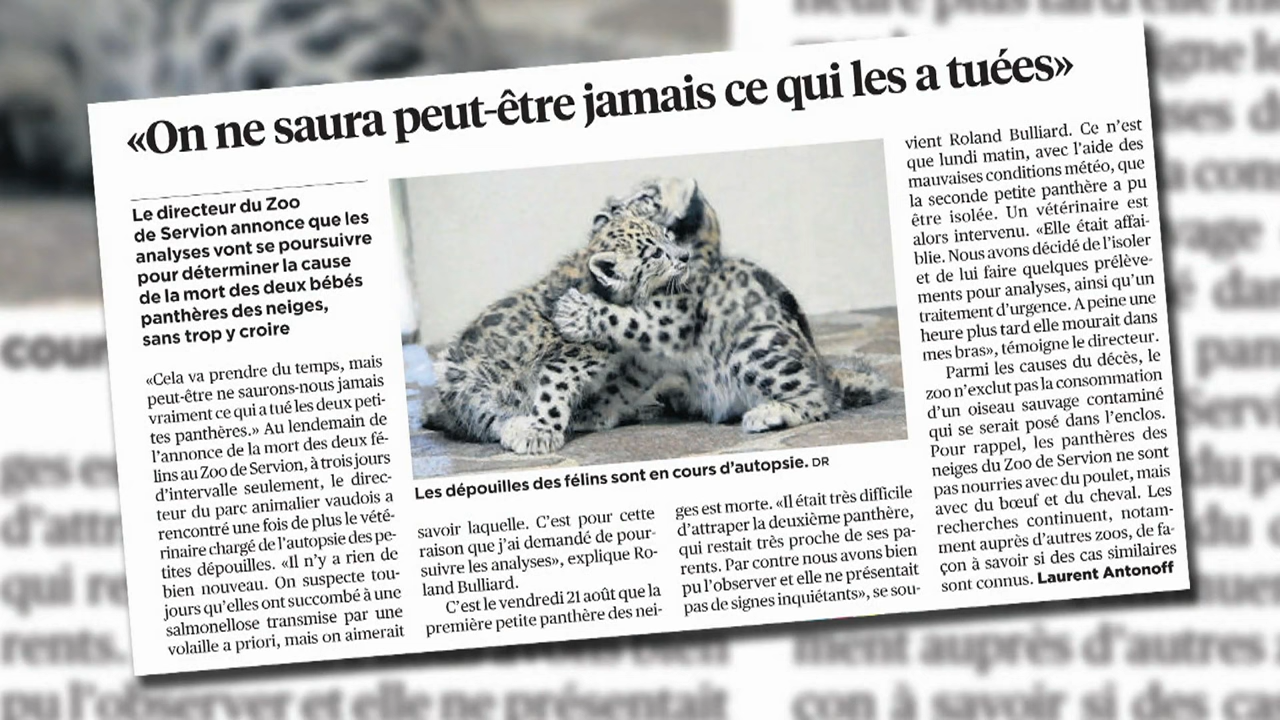 «On ne saura peut-être jamais ce qui les a tuées»
Le directeur du Zoo
de Servion annonce que les
analyses vont se poursuivre
pour déterminer la cause
de la mort des deux bébés
panthères des neiges,
sans trop y croire
«Cela va prendre du temps, mais
peut-être ne saurons-nous jamais
vraiment ce qui a tué les deux peti-
tes panthères.» Au lendemain de
l'annonce de la mort des deux fé-
lins au Zoo de Servion, à trois jours
d'intervalle seulement, le direc-
teur du parc animalier vaudois a
rencontré une fois de plus le vété-
rinaire chargé de l'autopsie des pe-
tites dépouilles. «Il n'y a rien de
bien nouveau. On suspecte tou-
jours qu'elles ont succombé à une
salmonellose transmise par une
volaille a priori, mais on aimerait
Les dépouilles des félins sont en cours d'autopsie. DR
savoir laquelle. C'est pour cette
raison que j'ai demandé de pour-
suivre les analyses», explique Ro-
land Bulliard.
C'est le vendredi 21 août que la
première petite panthère des nei-
ges est morte. «Il était très difficile
d'attraper la deuxième panthère,
qui restait très proche de ses pa-
rents. Par contre nous avons bien
pu l'observer et elle ne présentait
pas de signes inquiétants», se sou-
vient Roland Bulliard. Ce n'est
que lundi matin, avec l'aide des
mauvaises conditions météo, que
la seconde petite panthère a pu
être isolée. Un vétérinaire est
alors intervenu. «Elle était affai-
blie. Nous avons décidé de l'isoler
et de lui faire quelques prélève-
ments pour analyses, ainsi qu'un
traitement d'urgence. A peine une
heure plus tard elle mourait dans
mes bras», témoigne le directeur.
Parmi les causes du décès, le
zoo n'exclut pas la consommation
d'un oiseau sauvage contaminé
qui se serait posé dans l'enclos.
Pour rappel, les panthères des
neiges du Zoo de Servion ne sont
pas nourries avec du poulet, mais
avec du bœuf et du cheval. Les
recherches continuent, notam-
ment auprès d'autres zoos, de fa-
çon à savoir si des cas similaires
sont connus. Laurent Antonoff